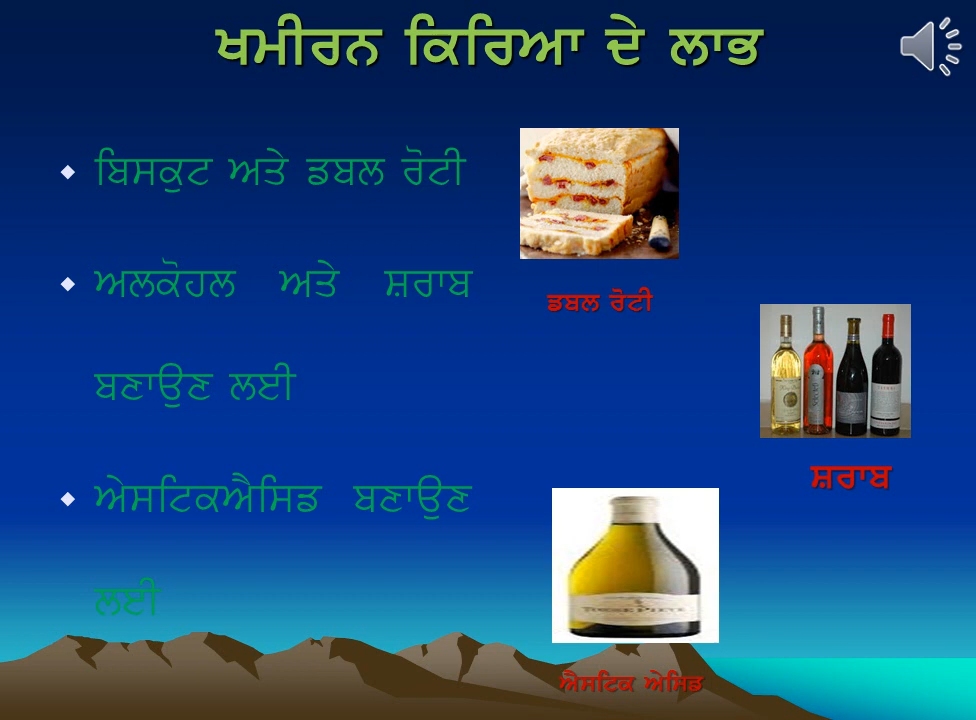 ਖਮੀਰਨ ਕਿਰਿਆ ਦੇ ਲਾਭ
ਬਿਸਕੁਟ ਅਤੇ ਡਬਲ ਰੋਟੀ
ਅਲਕੋਹਲ ਅਤੇ ਸ਼ਰਾਬ
ਬਣਾਉਣ ਲਈ
ਐਸਟਿਕਐਸਿਡ ਬਣਾਉਣ
ਲਈ
ਡਬਲ ਰੋਟੀ
ਸ਼ਰਾਬ
ਐਸਟਿਕ ਐਸਿਡ